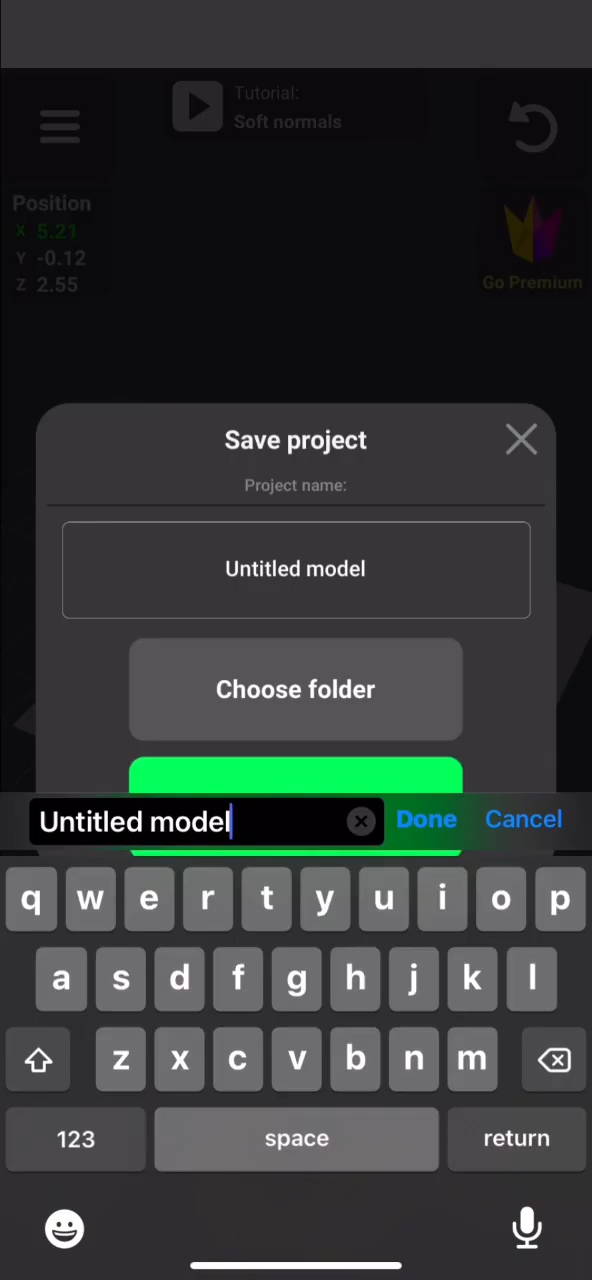 Tutorial:
Soft normals
Position
X 5.21
Y -0.12
Z 2.55
Go Premium
Save project
Project name:
Untitled model
Choose folder
Untitled model Done Cancel
q w e r t y u i o p
a s d f g h j k l
z x c v b n m
123 space return